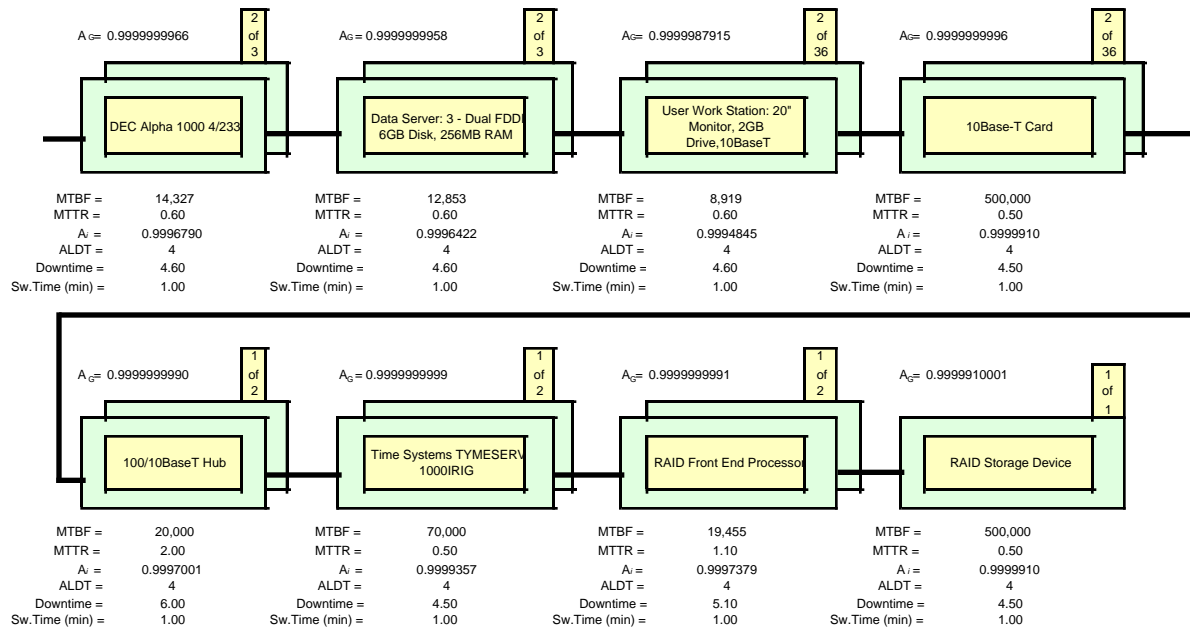 2
of
3
2
of
3
2
of
36
2
of
36
AG= 0.9999999966
AG= 0.9999999958
AG= 0.9999987915
AG= 0.9999999996
DEC Alpha 1000 4/233
Data Server: 3 - Dual FDDI
6GB Disk, 256MB RAM
User Work Station: 20"
Monitor, 2GB
Drive,10BaseT
10Base-T Card
MTBF = 14,327
MTTR = 0.60
Ai = 0.9996790
ALDT = 4
Downtime = 4.60
Sw.Time (min) = 1.00
MTBF = 12,853
MTTR = 0.60
Ai = 0.9996422
ALDT = 4
Downtime = 4.60
Sw.Time (min) = 1.00
MTBF = 8,919
MTTR = 0.60
Ai = 0.9994845
ALDT = 4
Downtime = 4.60
Sw.Time (min) = 1.00
MTBF = 500,000
MTTR = 0.50
Ai = 0.9999910
ALDT = 4
Downtime = 4.50
Sw.Time (min) = 1.00
1
of
2
1
of
2
1
of
2
1
of
1
AG= 0.9999999990
AG= 0.9999999999
AG= 0.9999999991
AG= 0.9999910001
100/10BaseT Hub
Time Systems TYMESERV
1000IRIG
RAID Front End Processor
RAID Storage Device
MTBF = 20,000
MTTR = 2.00
Ai = 0.9997001
ALDT = 4
Downtime = 6.00
Sw.Time (min) = 1.00
MTBF = 70,000
MTTR = 0.50
Ai = 0.9999357
ALDT = 4
Downtime = 4.50
Sw.Time (min) = 1.00
MTBF = 19,455
MTTR = 1.10
Ai = 0.9997379
ALDT = 4
Downtime = 5.10
Sw.Time (min) = 1.00
MTBF = 500,000
MTTR = 0.50
Ai = 0.9999910
ALDT = 4
Downtime = 4.50
Sw.Time (min) = 1.00